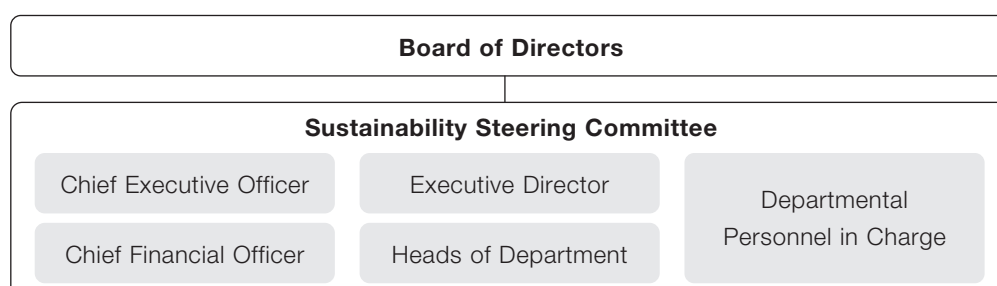 Board of Directors
Sustainability Steering Committee
Chief Executive Officer
Executive Director
Departmental
Personnel in Charge
Chief Financial Officer
Heads of Department